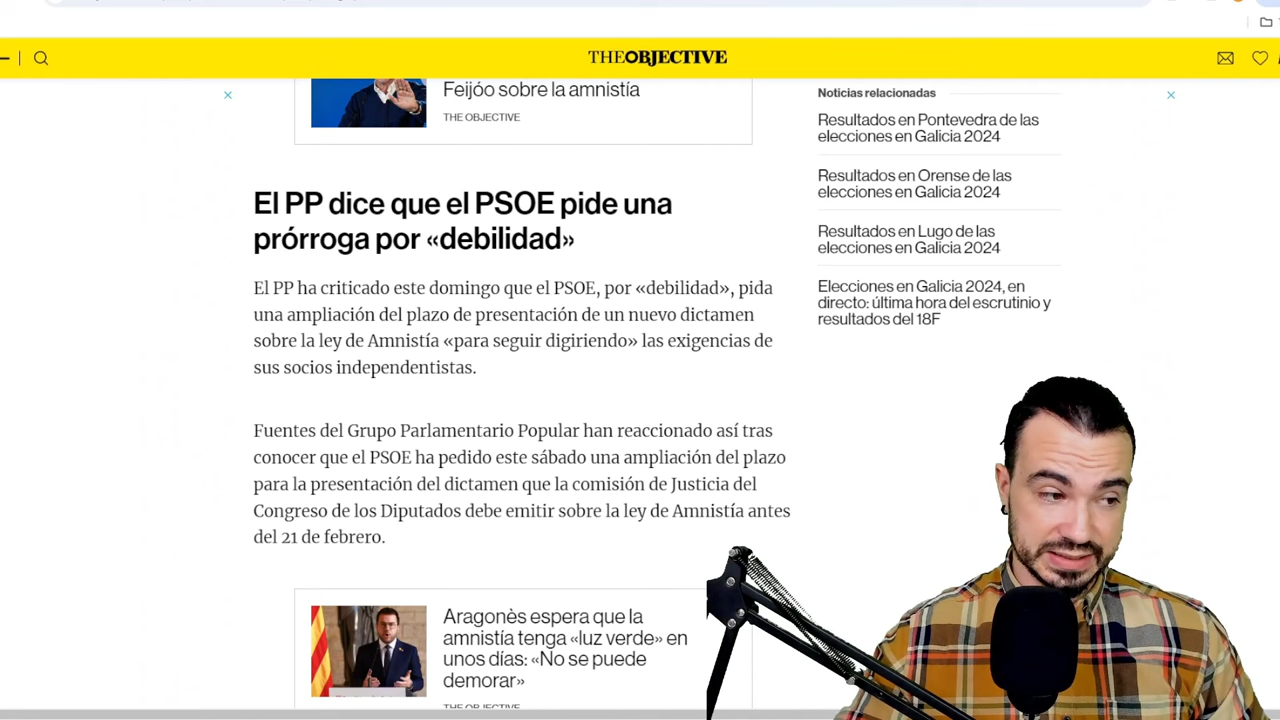 THE OBJECTIVE
Feijóo sobre la amnistía
THE OBJECTIVE
El PP dice que el PSOE pide una
prórroga por «debilidad»
El PP ha criticado este domingo que el PSOE, por «debilidad», pida
una ampliación del plazo de presentación de un nuevo dictamen
sobre la ley de Amnistía «para seguir digiriendo» las exigencias de
sus socios independentistas.
Fuentes del Grupo Parlamentario Popular han reaccionado así tras
conocer que el PSOE ha pedido este sábado una ampliación del plazo
para la presentación del dictamen que la comisión de Justicia del
Congreso de los Diputados debe emitir sobre la ley de Amnistía antes
del 21 de febrero.
Aragonès espera que la
amnistía tenga «luz verde» en
unos días: «No se puede
demorar»
THE OBJECTIVE
Noticias relacionadas
Resultados en Pontevedra de las
elecciones en Galicia 2024
Resultados en Orense de las
elecciones en Galicia 2024
Resultados en Lugo de las
elecciones en Galicia 2024
Elecciones en Galicia 2024, en
directo: última hora del escrutinio y
resultados del 18F